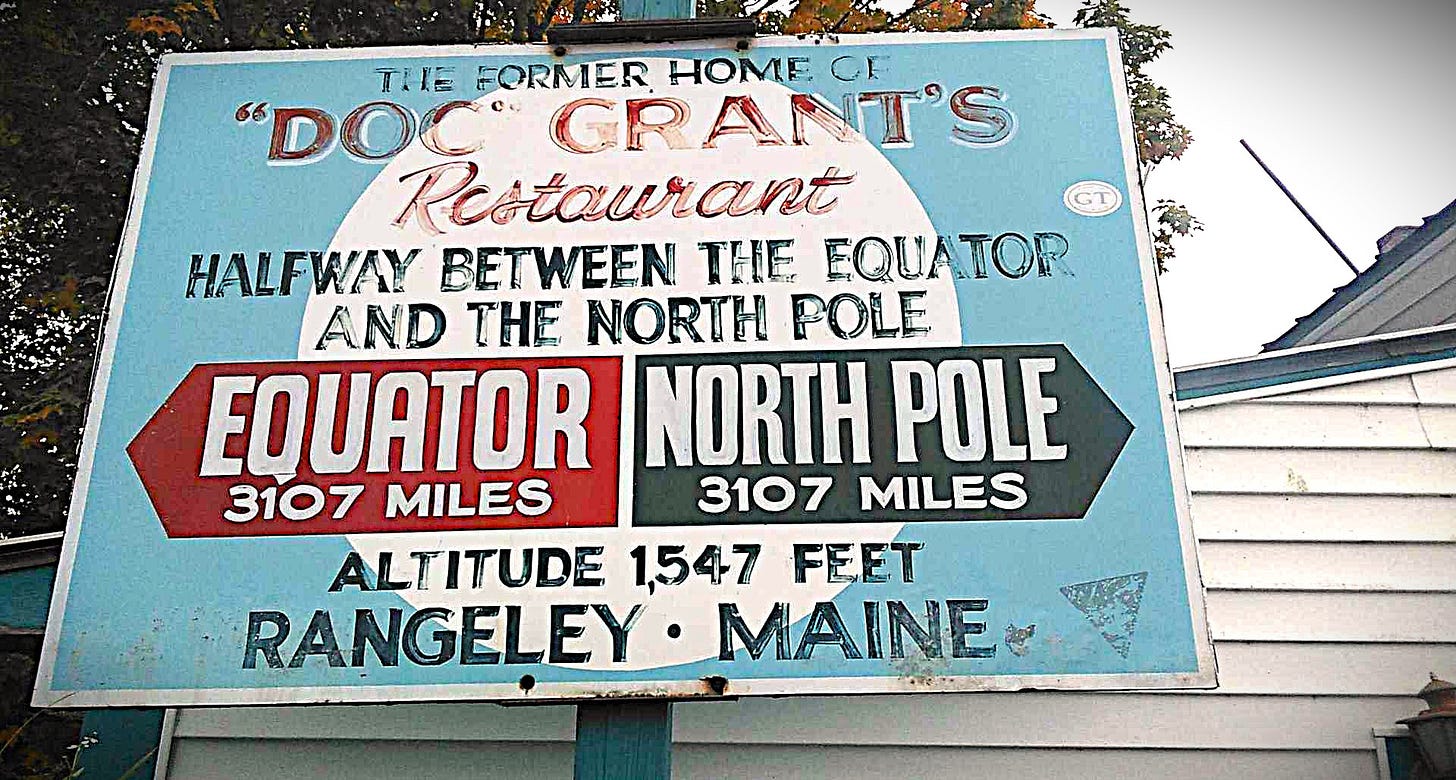 THE FORMER HOME OF
"DOC" GRANT'S
Restaurant
GT
HALFWAY BETWEEN THE EQUATOR
AND THE NORTH POLE
EQUATOR
3107 MILES
NORTH POLE
3107 MILES
ALTITUDE 1,547 FEET
RANGELEY • MAINE